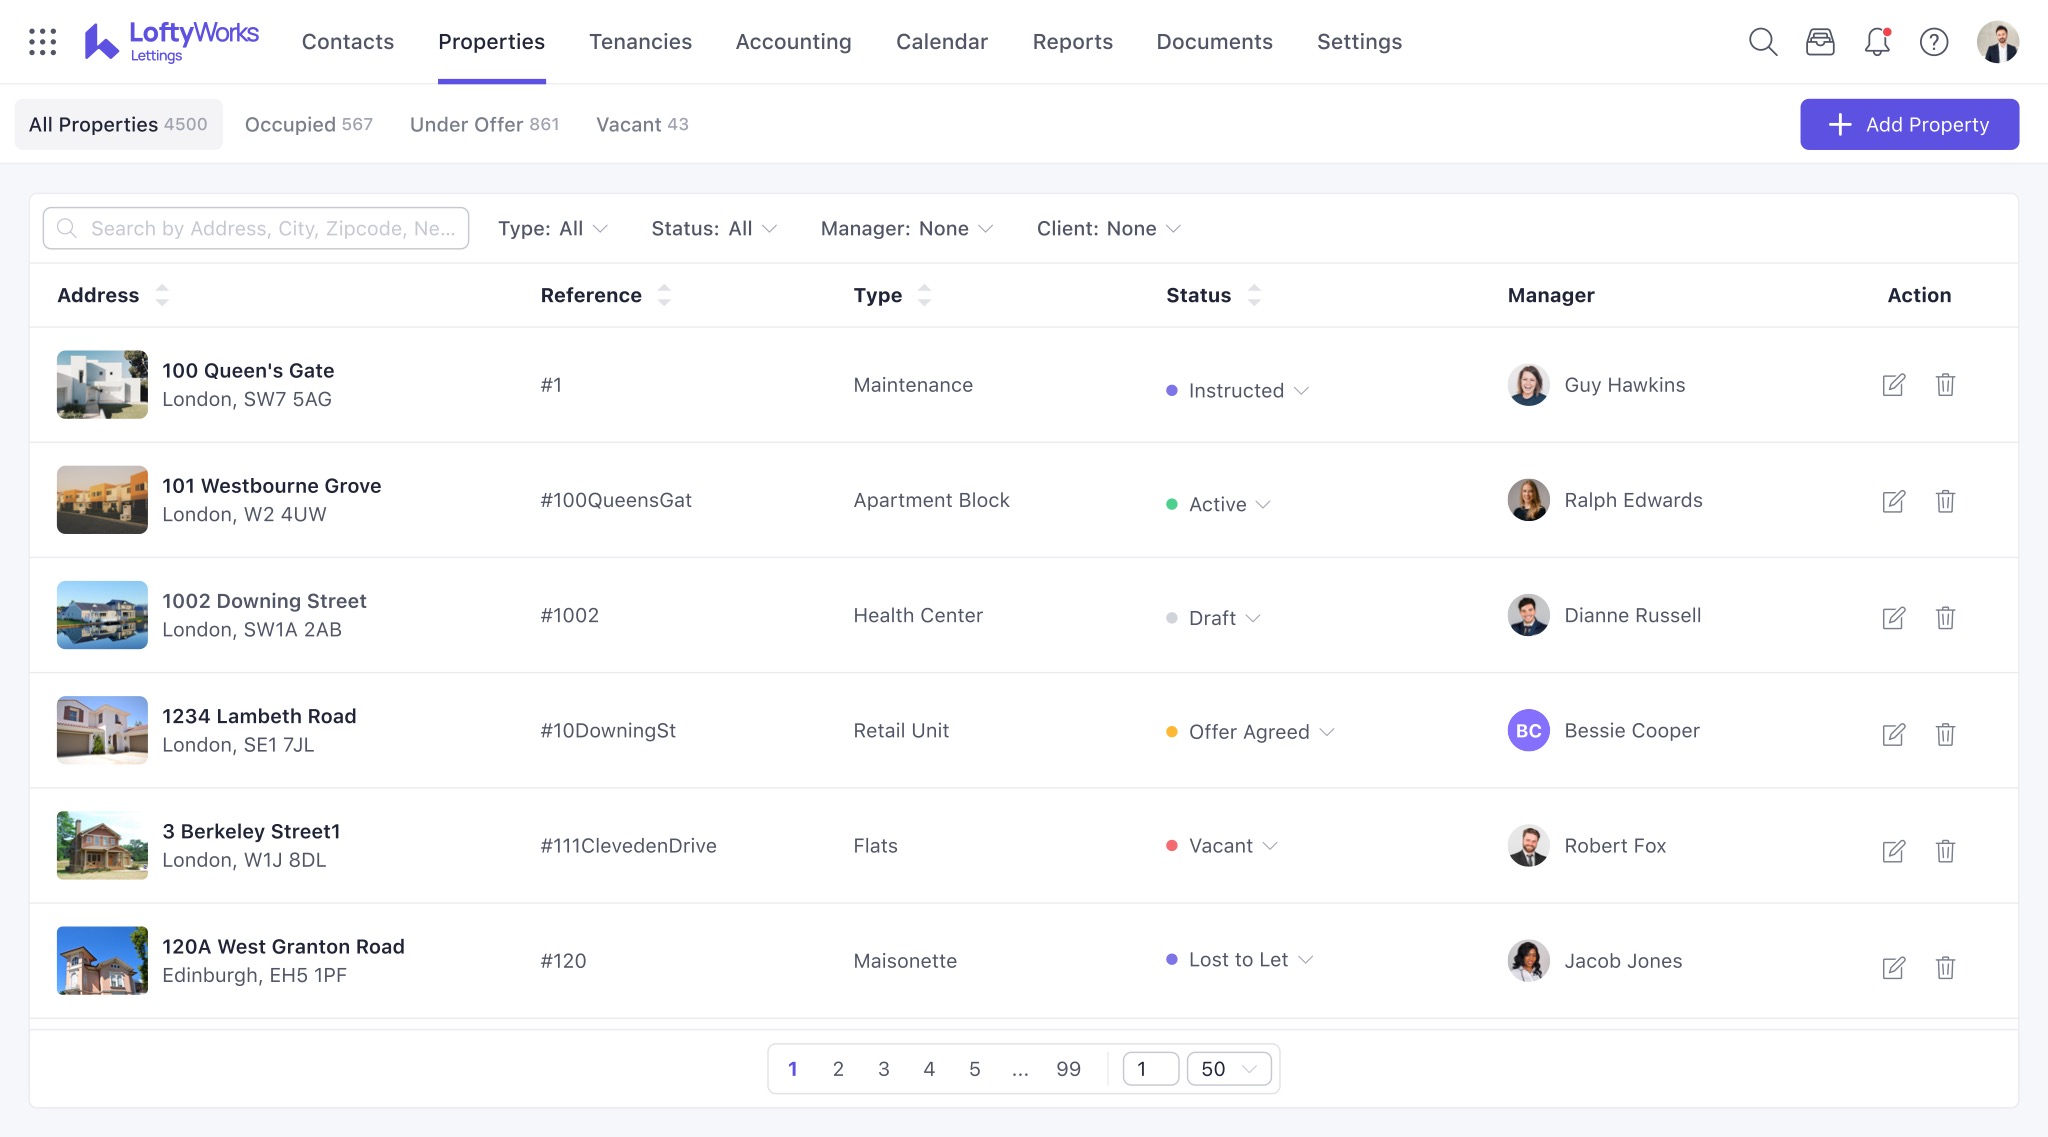 LoftyWorks
Lettings
Contacts Properties Tenancies Accounting Calendar Reports Documents Settings
All Properties 4500 Occupied 567 Under Offer 861 Vacant 43
Add Property
Search by Address, City, Zipcode, Ne... Type: All Status: All Manager: None Client: None
Address Reference Type Status Manager Action
100 Queen's Gate
London, SW7 5AG
#1 Maintenance Instructed Guy Hawkins
101 Westbourne Grove
London, W2 4UW
#100QueensGat Apartment Block Active Ralph Edwards
1002 Downing Street
London, SW1A 2AB
#1002 Health Center Draft Dianne Russell
1234 Lambeth Road
London, SE1 7JL
#10DowningSt Retail Unit Offer Agreed BC Bessie Cooper
3 Berkeley Street1
London, W1J 8DL
#111ClevedenDrive Flats Vacant Robert Fox
120A West Granton Road
Edinburgh, EH5 1PF
#120 Maisonette Lost to Let Jacob Jones
1 2 3 4 5 ... 99 1 50